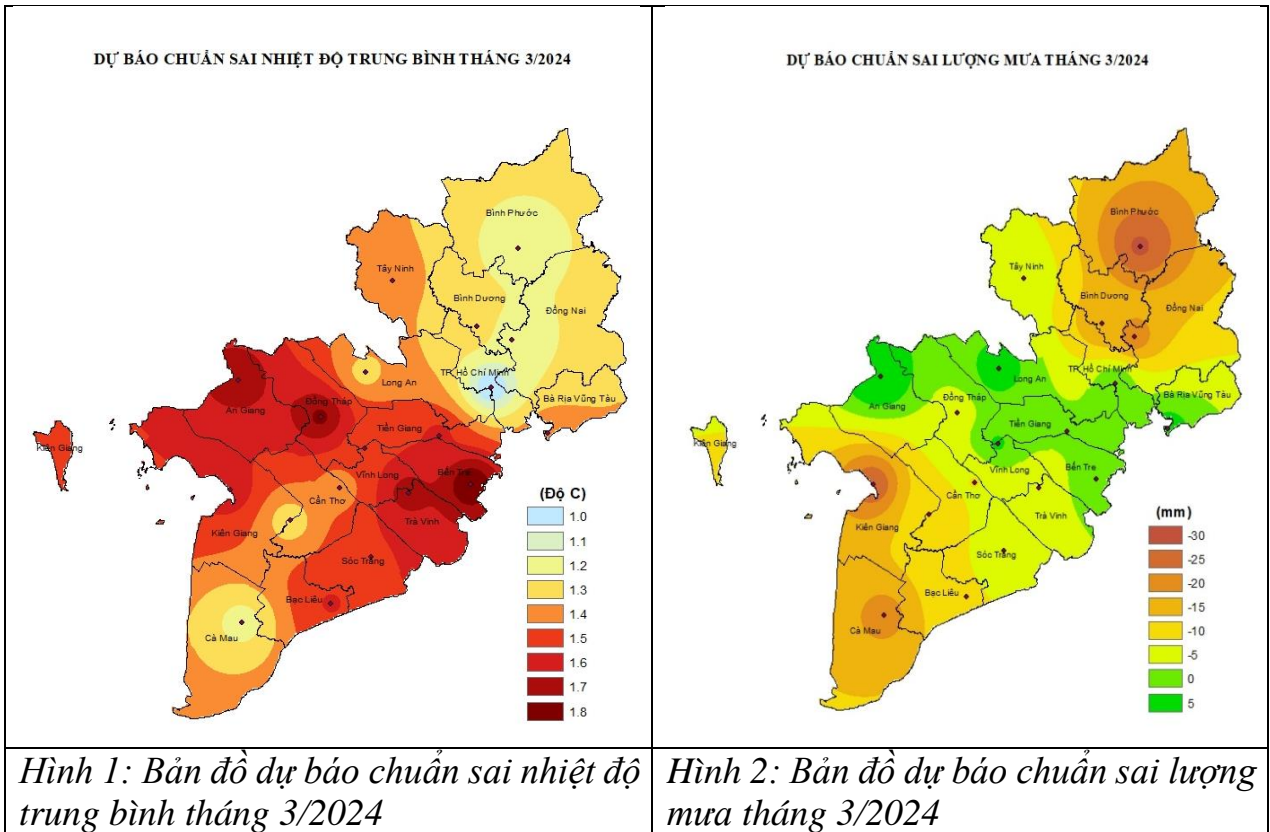 DỰ BÁO CHUẨN SAI NHIỆT ĐỘ TRUNG BÌNH THÁNG 3/2024
Bình Phước
Tây Ninh
Bình Dương
Đồng Nai
TP. Hồ Chí Minh
Long An
Bà Rịa Vũng Tàu
An Giang
Đồng Tháp
Tiền Giang
Kiên Giang
Vĩnh Long
Bến Tre
Cần Thơ
Trà Vinh
Kiên Giang
Sóc Trăng
Bạc Liêu
Cà Mau
(Độ C)
1.0
1.1
1.2
1.3
1.4
1.5
1.6
1.7
1.8
Hình 1: Bản đồ dự báo chuẩn sai nhiệt độ
trung bình tháng 3/2024
DỰ BÁO CHUẨN SAI LƯỢNG MƯA THÁNG 3/2024
Bình Phước
Tây Ninh
Bình Dương
Đồng Nai
TP. Hồ Chí Minh
Long An
Bà Rịa Vũng Tàu
An Giang
Đồng Tháp
Tiền Giang
Kiên Giang
Vĩnh Long
Bến Tre
Cần Thơ
Trà Vinh
Kiên Giang
Sóc Trăng
Bạc Liêu
Cà Mau
(mm)
-30
-25
-20
-15
-10
-5
0
5
Hình 2: Bản đồ dự báo chuẩn sai lượng
mưa tháng 3/2024